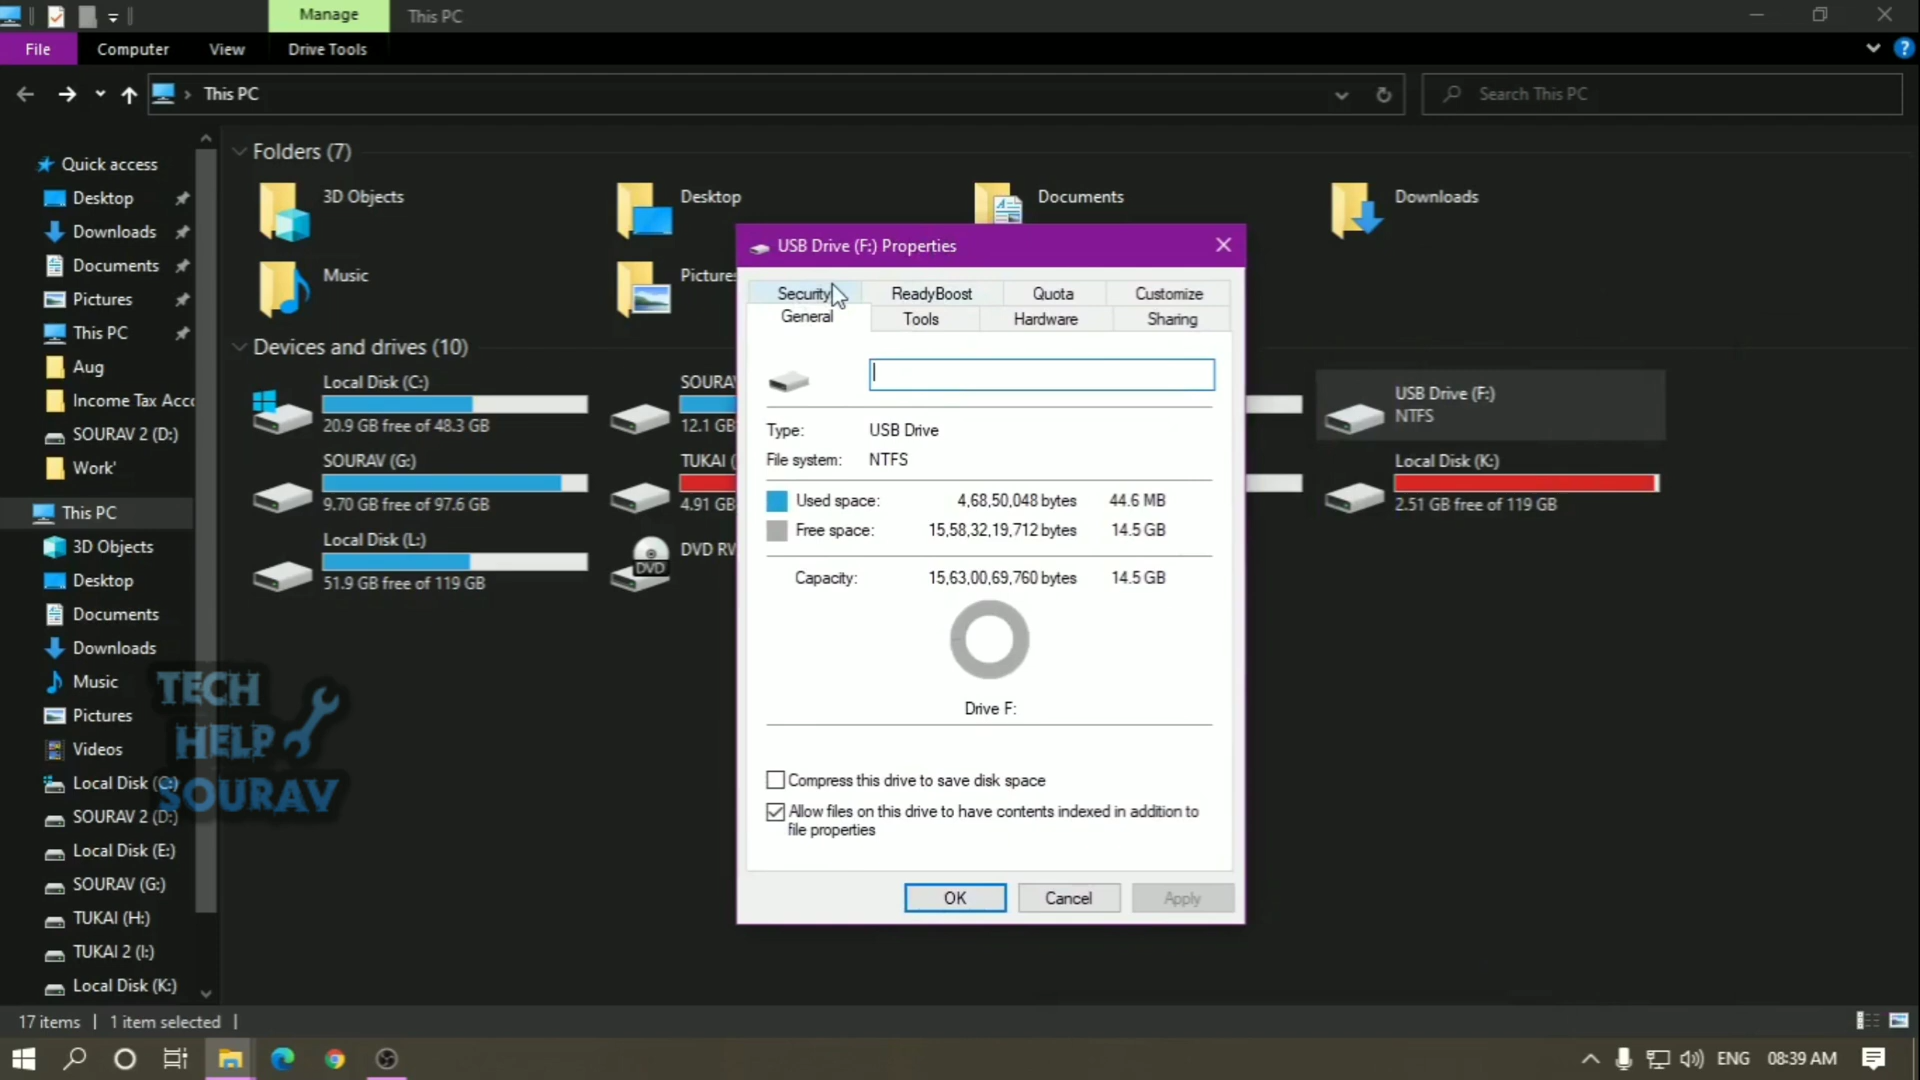 Manage
This PC
File
Computer
View
Drive Tools
This PC
Search This PC
Quick access
Desktop
Downloads
Documents
Pictures
This PC
Aug
Income Tax Acc
SOURAV 2 (D:)
Work'
This PC
3D Objects
Desktop
Documents
Downloads
Music
Pictures
Videos
Local Disk (C:)
SOURAV 2 (D:)
Local Disk (E:)
SOURAV (G:)
TUKAI (H:)
TUKAI 2 (I:)
Local Disk (K:)
Folders (7)
3D Objects
Desktop
Documents
Downloads
Music
Pictures
Devices and drives (10)
Local Disk (C:)
20.9 GB free of 48.3 GB
SOURAV
12.1 GB
USB Drive (F:)
NTFS
SOURAV (G:)
9.70 GB free of 97.6 GB
TUKAI (
4.91 GB
Local Disk (K:)
2.51 GB free of 119 GB
Local Disk (L:)
51.9 GB free of 119 GB
DVD
DVD RW
USB Drive (F:) Properties
Security
ReadyBoost
Quota
Customize
General
Tools
Hardware
Sharing
Type: USB Drive
File system: NTFS
Used space: 4,68,50,048 bytes 44.6 MB
Free space: 15,58,32,19,712 bytes 14.5 GB
Capacity: 15,63,00,69,760 bytes 14.5 GB
Drive F:
Compress this drive to save disk space
Allow files on this drive to have contents indexed in addition to
file properties
OK
Cancel
Apply
TECH
HELP
SOURAV
17 items
1 item selected
ENG
08:39 AM